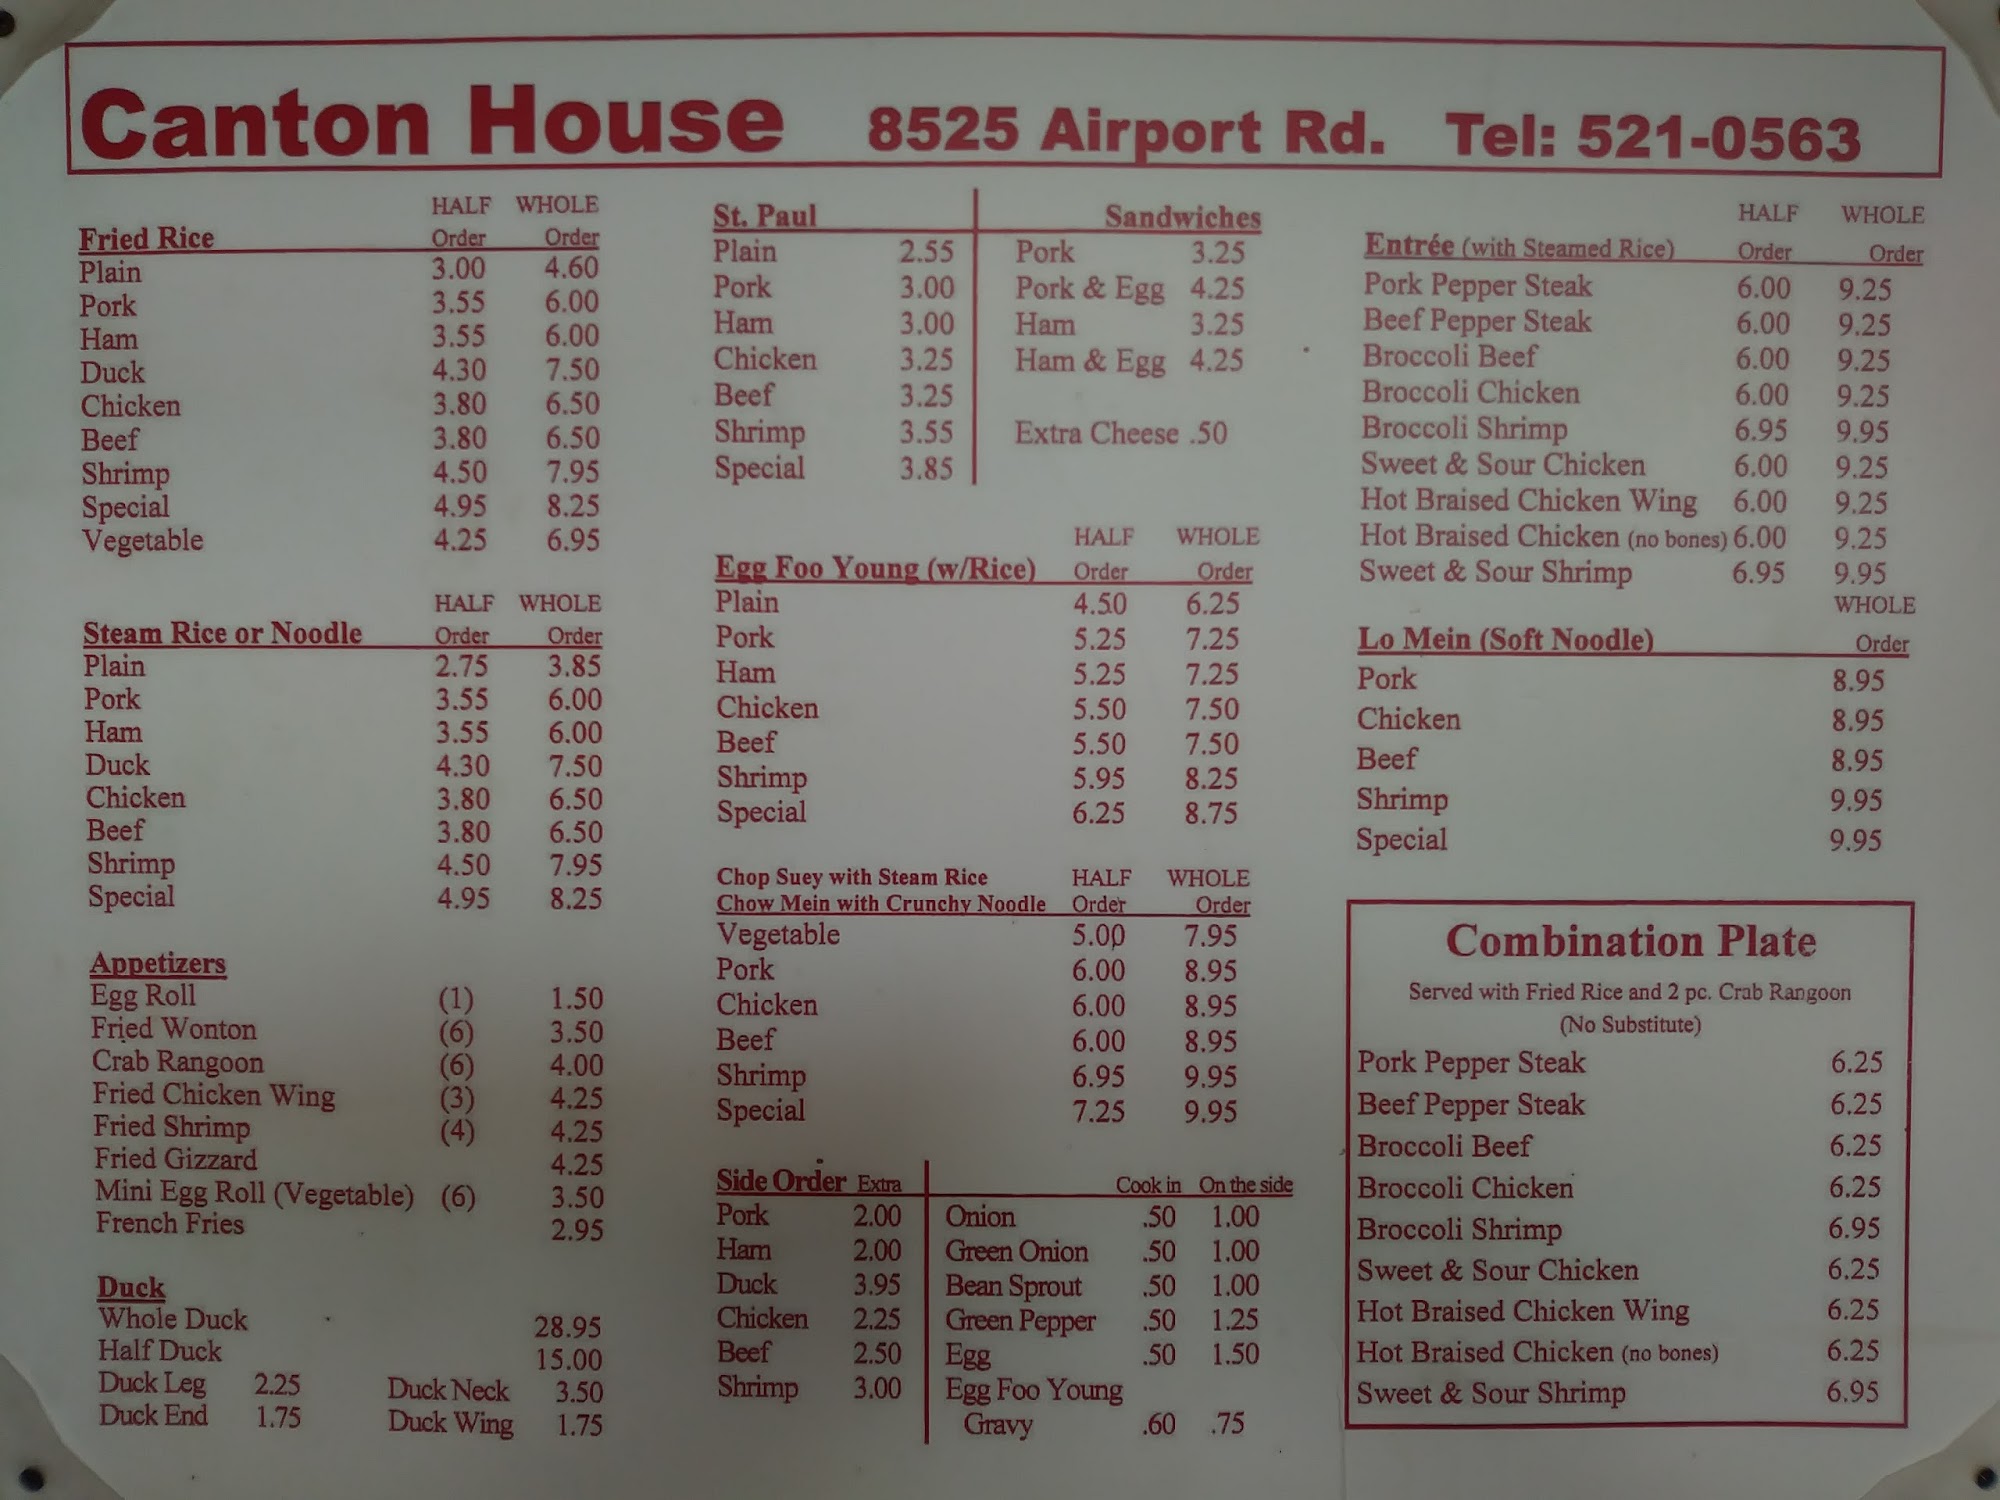 Canton House 8525 Airport Rd. Tel: 521-0563
HALF WHOLE
Fried Rice Order Order
Plain 3.00 4.60
Pork 3.55 6.00
Ham 3.55 6.00
Duck 4.30 7.50
Chicken 3.80 6.50
Beef 3.80 6.50
Shrimp 4.50 7.95
Special 4.95 8.25
Vegetable 4.25 6.95
HALF WHOLE
Steam Rice or Noodle Order Order
Plain 2.75 3.85
Pork 3.55 6.00
Ham 3.55 6.00
Duck 4.30 7.50
Chicken 3.80 6.50
Beef 3.80 6.50
Shrimp 4.50 7.95
Special 4.95 8.25
Appetizers
Egg Roll (1) 1.50
Fried Wonton (6) 3.50
Crab Rangoon (6) 4.00
Fried Chicken Wing (3) 4.25
Fried Shrimp (4) 4.25
Fried Gizzard 4.25
Mini Egg Roll (Vegetable) (6) 3.50
French Fries 2.95
Duck
Whole Duck 28.95
Half Duck 15.00
Duck Leg 2.25 Duck Neck 3.50
Duck End 1.75 Duck Wing 1.75
St. Paul Sandwiches
Plain 2.55 Pork 3.25
Pork 3.00 Pork & Egg 4.25
Ham 3.00 Ham 3.25
Chicken 3.25 Ham & Egg 4.25
Beef 3.25
Shrimp 3.55 Extra Cheese .50
Special 3.85
HALF WHOLE
Egg Foo Young (w/Rice) Order Order
Plain 4.50 6.25
Pork 5.25 7.25
Ham 5.25 7.25
Chicken 5.50 7.50
Beef 5.50 7.50
Shrimp 5.95 8.25
Special 6.25 8.75
Chop Suey with Steam Rice HALF WHOLE
Chow Mein with Crunchy Noodle Order Order
Vegetable 5.00 7.95
Pork 6.00 8.95
Chicken 6.00 8.95
Beef 6.00 8.95
Shrimp 6.95 9.95
Special 7.25 9.95
Side Order Extra Cook in On the side
Pork 2.00 Onion .50 1.00
Ham 2.00 Green Onion .50 1.00
Duck 3.95 Bean Sprout .50 1.00
Chicken 2.25 Green Pepper .50 1.25
Beef 2.50 Egg .50 1.50
Shrimp 3.00 Egg Foo Young
Gravy .60 .75
HALF WHOLE
Entrée (with Steamed Rice) Order Order
Pork Pepper Steak 6.00 9.25
Beef Pepper Steak 6.00 9.25
Broccoli Beef 6.00 9.25
Broccoli Chicken 6.00 9.25
Broccoli Shrimp 6.95 9.95
Sweet & Sour Chicken 6.00 9.25
Hot Braised Chicken Wing 6.00 9.25
Hot Braised Chicken (no bones) 6.00 9.25
Sweet & Sour Shrimp 6.95 9.95
WHOLE
Lo Mein (Soft Noodle) Order
Pork 8.95
Chicken 8.95
Beef 8.95
Shrimp 9.95
Special 9.95
Combination Plate
Served with Fried Rice and 2 pc. Crab Rangoon
(No Substitute)
Pork Pepper Steak 6.25
Beef Pepper Steak 6.25
Broccoli Beef 6.25
Broccoli Chicken 6.25
Broccoli Shrimp 6.95
Sweet & Sour Chicken 6.25
Hot Braised Chicken Wing 6.25
Hot Braised Chicken (no bones) 6.25
Sweet & Sour Shrimp 6.95